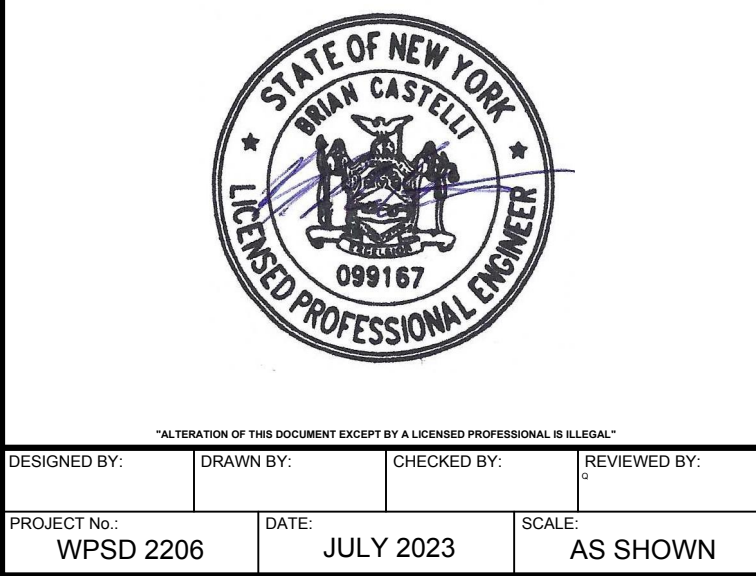 STATE OF NEW YORK
BRIAN CASTELLI
EXCELSIOR
099167
LICENSED PROFESSIONAL ENGINEER
"ALTERATION OF THIS DOCUMENT EXCEPT BY A LICENSED PROFESSIONAL IS ILLEGAL"
DESIGNED BY: DRAWN BY: CHECKED BY: REVIEWED BY:
Q
PROJECT No.: DATE: SCALE:
WPSD 2206 JULY 2023 AS SHOWN